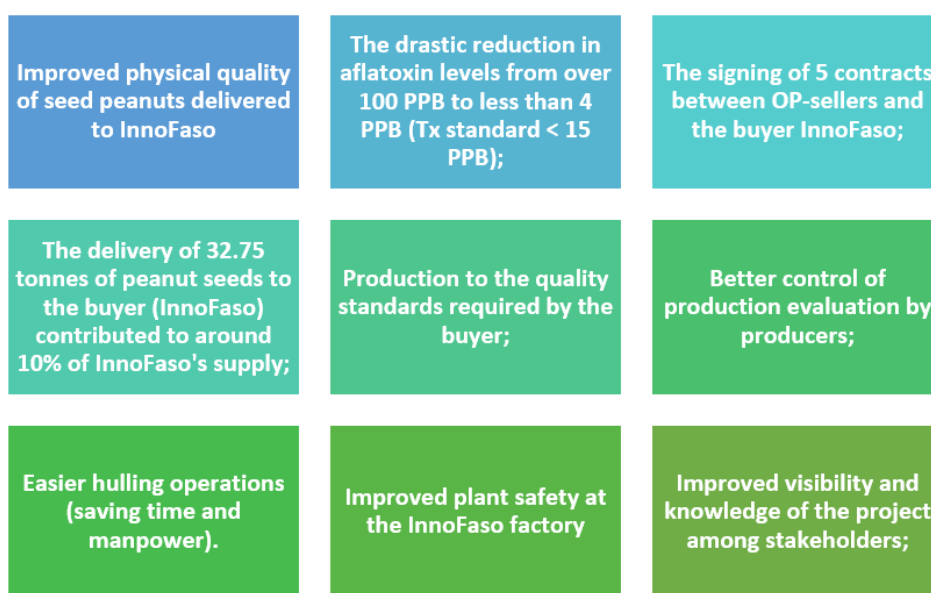 Improved physical quality
of seed peanuts delivered
to InnoFaso
The drastic reduction in
aflatoxin levels from over
100 PPB to less than 4
PPB (Tx standard < 15
PPB);
The signing of 5 contracts
between OP-sellers and
the buyer InnoFaso;
The delivery of 32.75
tonnes of peanut seeds to
the buyer (InnoFaso)
contributed to around
10% of InnoFaso's supply;
Production to the quality
standards required by the
buyer;
Better control of
production evaluation by
producers;
Easier hulling operations
(saving time and
manpower).
Improved plant safety at
the InnoFaso factory
Improved visibility and
knowledge of the project
among stakeholders;